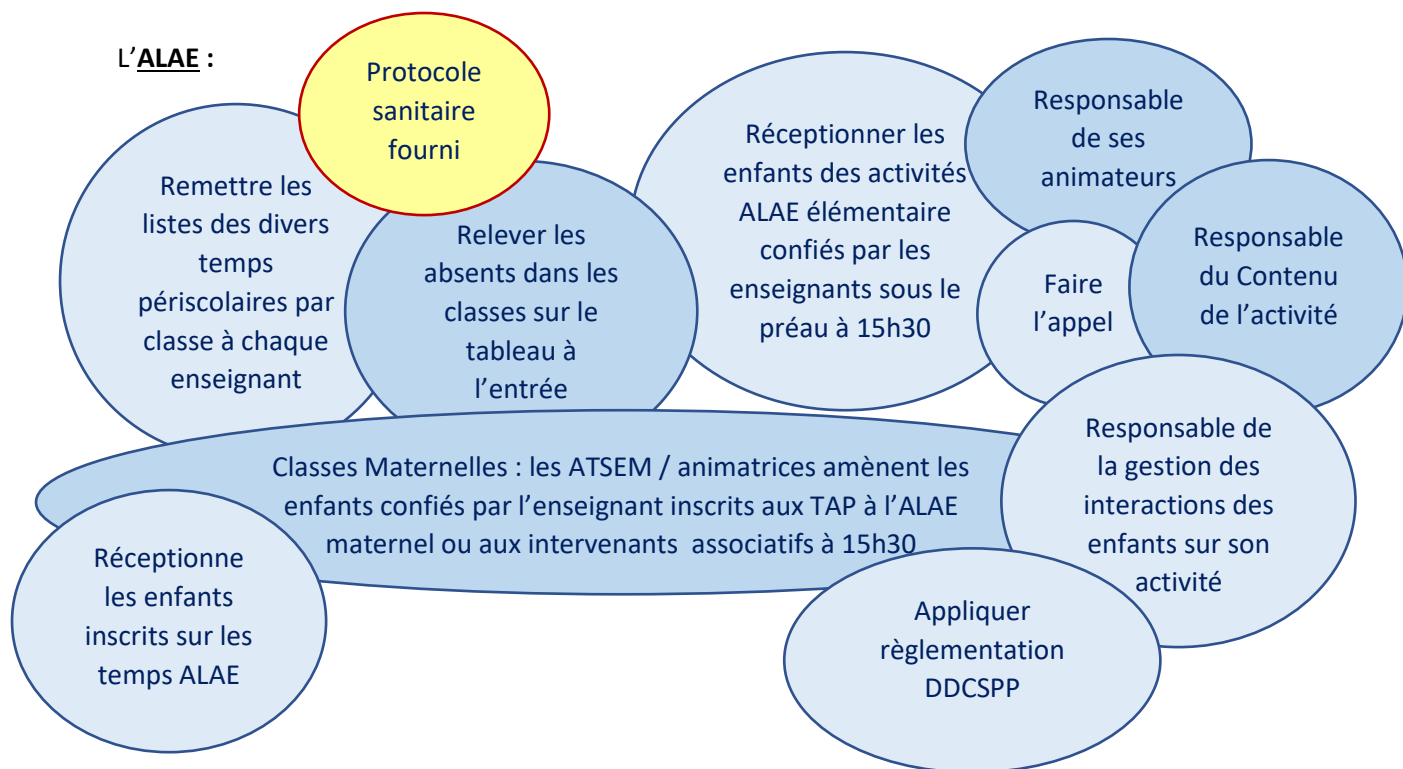 L’ALAE :
Protocole
sanitaire
fourni
Remettre les
listes des divers
temps
périscolaires par
classe à chaque
enseignant
Relever les
absents dans les
classes sur le
tableau à
l’entrée
Réceptionner les
enfants des activités
ALAE élémentaire
confiés par les
enseignants sous le
préau à 15h30
Responsable
de ses
animateurs
Faire
l’appel
Responsable
du Contenu
de l’activité
Classes Maternelles : les ATSEM / animatrices amènent les
enfants confiés par l’enseignant inscrits aux TAP à l’ALAE
maternel ou aux intervenants associatifs à 15h30
Responsable de
la gestion des
interactions des
enfants sur son
activité
Réceptionne
les enfants
inscrits sur les
temps ALAE
Appliquer
règlementation
DDCSPP